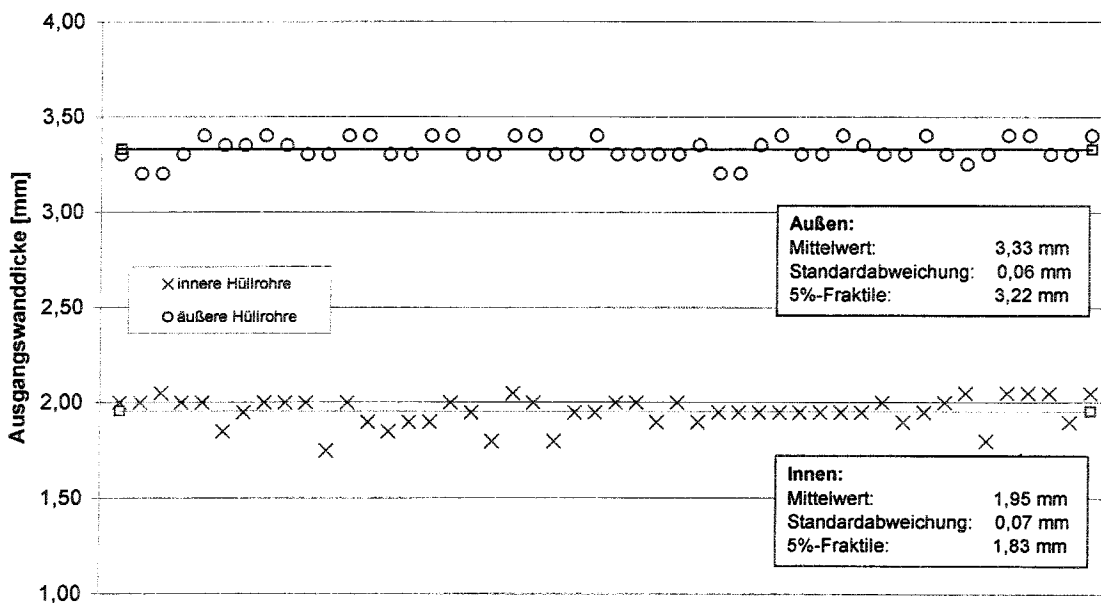 4,00
3,50
3,00
2,50
2,00
1,50
1,00
Ausgangswanddicke [mm]
innere Hüllrohre
äußere Hüllrohre
Außen:
Mittelwert: 3,33 mm
Standardabweichung: 0,06 mm
5%-Fraktile: 3,22 mm
Innen:
Mittelwert: 1,95 mm
Standardabweichung: 0,07 mm
5%-Fraktile: 1,83 mm